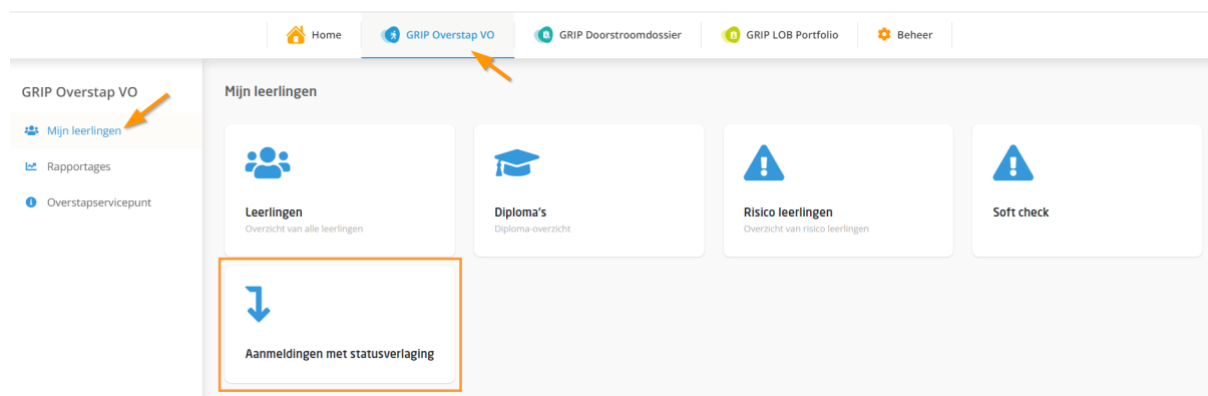 Home
GRIP Overstap VO
GRIP Doorstroomdossier
GRIP LOB Portfolio
Beheer
GRIP Overstap VO
Mijn leerlingen
Rapportages
Overstapservicepunt
Mijn leerlingen
Leerlingen
Overzicht van alle leerlingen
Diploma's
Diploma-overzicht
Risico leerlingen
Overzicht van risico leerlingen
Soft check
Aanmeldingen met statusverlaging